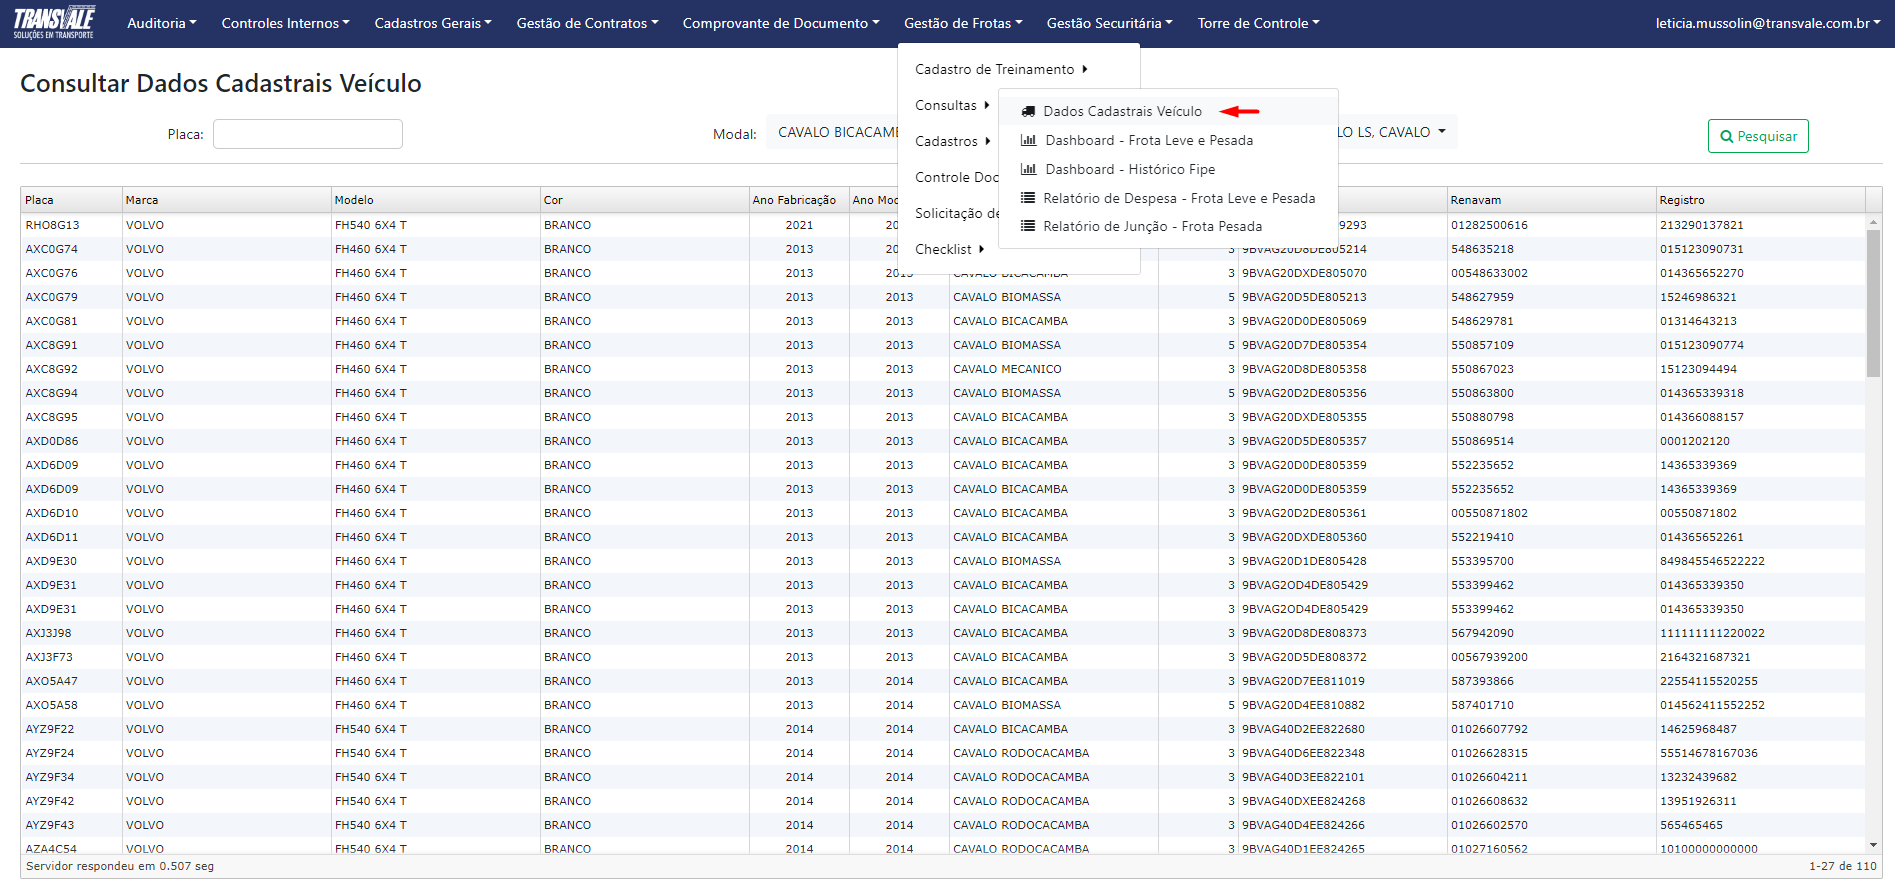 TRANSVALE
SOLUÇÕES EM TRANSPORTE
Auditoria Controles Internos Cadastros Gerais Gestão de Contratos Comprovante de Documento Gestão de Frotas Gestão Securitária Torre de Controle leticia.mussolin@transvale.com.br
Consultar Dados Cadastrais Veículo
Placa: Modal: CAVALO BICACAMB LO LS, CAVALO Pesquisar
Cadastro de Treinamento
Consultas
Cadastros
Controle Doc
Solicitação de
Checklist
Dados Cadastrais Veículo
Dashboard - Frota Leve e Pesada
Dashboard - Histórico Fipe
Relatório de Despesa - Frota Leve e Pesada
Relatório de Junção - Frota Pesada
Placa Marca Modelo Cor Ano Fabricação Ano Mod Renavam Registro
RHO8G13 VOLVO FH540 6X4 T BRANCO 2021 20 9293 01282500616 213290137821
AXC0G74 VOLVO FH460 6X4 T BRANCO 2013 20 3 9BVAG20D8DE805214 548635218 015123090731
AXC0G76 VOLVO FH460 6X4 T BRANCO 2013 2013 CAVALO BICACAMBA 3 9BVAG20DXDE805070 00548633002 014365652270
AXC0G79 VOLVO FH460 6X4 T BRANCO 2013 2013 CAVALO BIOMASSA 5 9BVAG20D5DE805213 548627959 15246986321
AXC0G81 VOLVO FH460 6X4 T BRANCO 2013 2013 CAVALO BICACAMBA 3 9BVAG20D0DE805069 548629781 01314643213
AXC8G91 VOLVO FH460 6X4 T BRANCO 2013 2013 CAVALO BIOMASSA 5 9BVAG20D7DE805354 550857109 015123090774
AXC8G92 VOLVO FH460 6X4 T BRANCO 2013 2013 CAVALO MECANICO 3 9BVAG20D8DE805358 550867023 15123094494
AXC8G94 VOLVO FH460 6X4 T BRANCO 2013 2013 CAVALO BIOMASSA 5 9BVAG20D2DE805356 550863800 014365339318
AXC8G95 VOLVO FH460 6X4 T BRANCO 2013 2013 CAVALO BICACAMBA 3 9BVAG20DXDE805355 550880798 014366088157
AXD0D86 VOLVO FH460 6X4 T BRANCO 2013 2013 CAVALO BICACAMBA 3 9BVAG20D5DE805357 550869514 0001202120
AXD6D09 VOLVO FH460 6X4 T BRANCO 2013 2013 CAVALO BICACAMBA 3 9BVAG20D0DE805359 552235652 14365339369
AXD6D09 VOLVO FH460 6X4 T BRANCO 2013 2013 CAVALO BICACAMBA 3 9BVAG20D0DE805359 552235652 14365339369
AXD6D10 VOLVO FH460 6X4 T BRANCO 2013 2013 CAVALO BICACAMBA 3 9BVAG20D2DE805361 00550871802 00550871802
AXD6D11 VOLVO FH460 6X4 T BRANCO 2013 2013 CAVALO BICACAMBA 3 9BVAG20DXDE805360 552219410 014365652261
AXD9E30 VOLVO FH460 6X4 T BRANCO 2013 2013 CAVALO BIOMASSA 5 9BVAG20D1DE805428 553395700 849845546522222
AXD9E31 VOLVO FH460 6X4 T BRANCO 2013 2013 CAVALO BICACAMBA 3 9BVAG2OD4DE805429 553399462 014365339350
AXD9E31 VOLVO FH460 6X4 T BRANCO 2013 2013 CAVALO BICACAMBA 3 9BVAG2OD4DE805429 553399462 014365339350
AXJ3J98 VOLVO FH460 6X4 T BRANCO 2013 2013 CAVALO BICACAMBA 3 9BVAG20D8DE808373 567942090 111111111220022
AXJ3F73 VOLVO FH460 6X4 T BRANCO 2013 2013 CAVALO BICACAMBA 3 9BVAG20D5DE808372 00567939200 2164321687321
AXO5A47 VOLVO FH460 6X4 T BRANCO 2013 2014 CAVALO BICACAMBA 3 9BVAG20D7EE811019 587393866 22554115520255
AXO5A58 VOLVO FH460 6X4 T BRANCO 2013 2014 CAVALO BIOMASSA 5 9BVAG20D4EE810882 587401710 014562411552252
AYZ9F22 VOLVO FH540 6X4 T BRANCO 2014 2014 CAVALO BICACAMBA 3 9BVAG40D2EE822680 01026607792 14625968487
AYZ9F24 VOLVO FH540 6X4 T BRANCO 2014 2014 CAVALO RODOCACAMBA 3 9BVAG40D6EE822348 01026628315 55514678167036
AYZ9F34 VOLVO FH540 6X4 T BRANCO 2014 2014 CAVALO RODOCACAMBA 3 9BVAG40D3EE822101 01026604211 13232439682
AYZ9F42 VOLVO FH540 6X4 T BRANCO 2014 2014 CAVALO RODOCACAMBA 3 9BVAG40DXEE824268 01026608632 13951926311
AYZ9F43 VOLVO FH540 6X4 T BRANCO 2014 2014 CAVALO RODOCACAMBA 3 9BVAG40D4EE824266 01026602570 565465465
AZA4C54 VOLVO FH540 6X4 T BRANCO 2014 2014 CAVALO RODOCACAMBA 3 9BVAG40D1EE824265 01027160562 10100000000000
Servidor respondeu em 0.507 seg 1-27 de 110